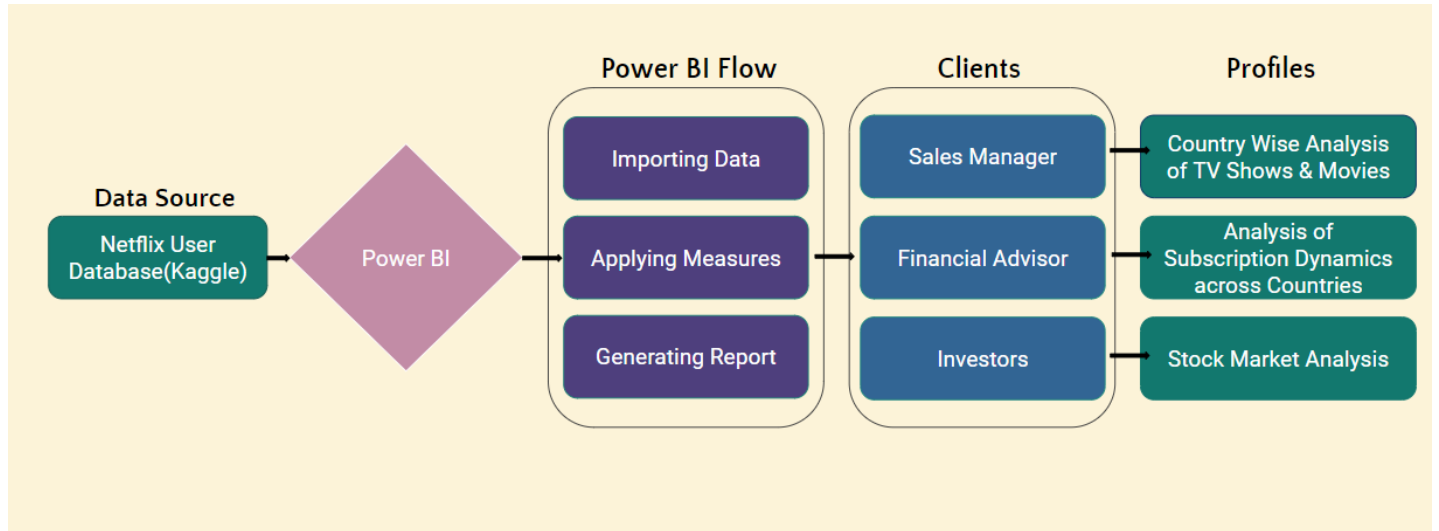 Data Source
Netflix User
Database(Kaggle)
Power BI
Power BI Flow
Importing Data
Applying Measures
Generating Report
Clients
Sales Manager
Financial Advisor
Investors
Profiles
Country Wise Analysis
of TV Shows & Movies
Analysis of
Subscription Dynamics
across Countries
Stock Market Analysis